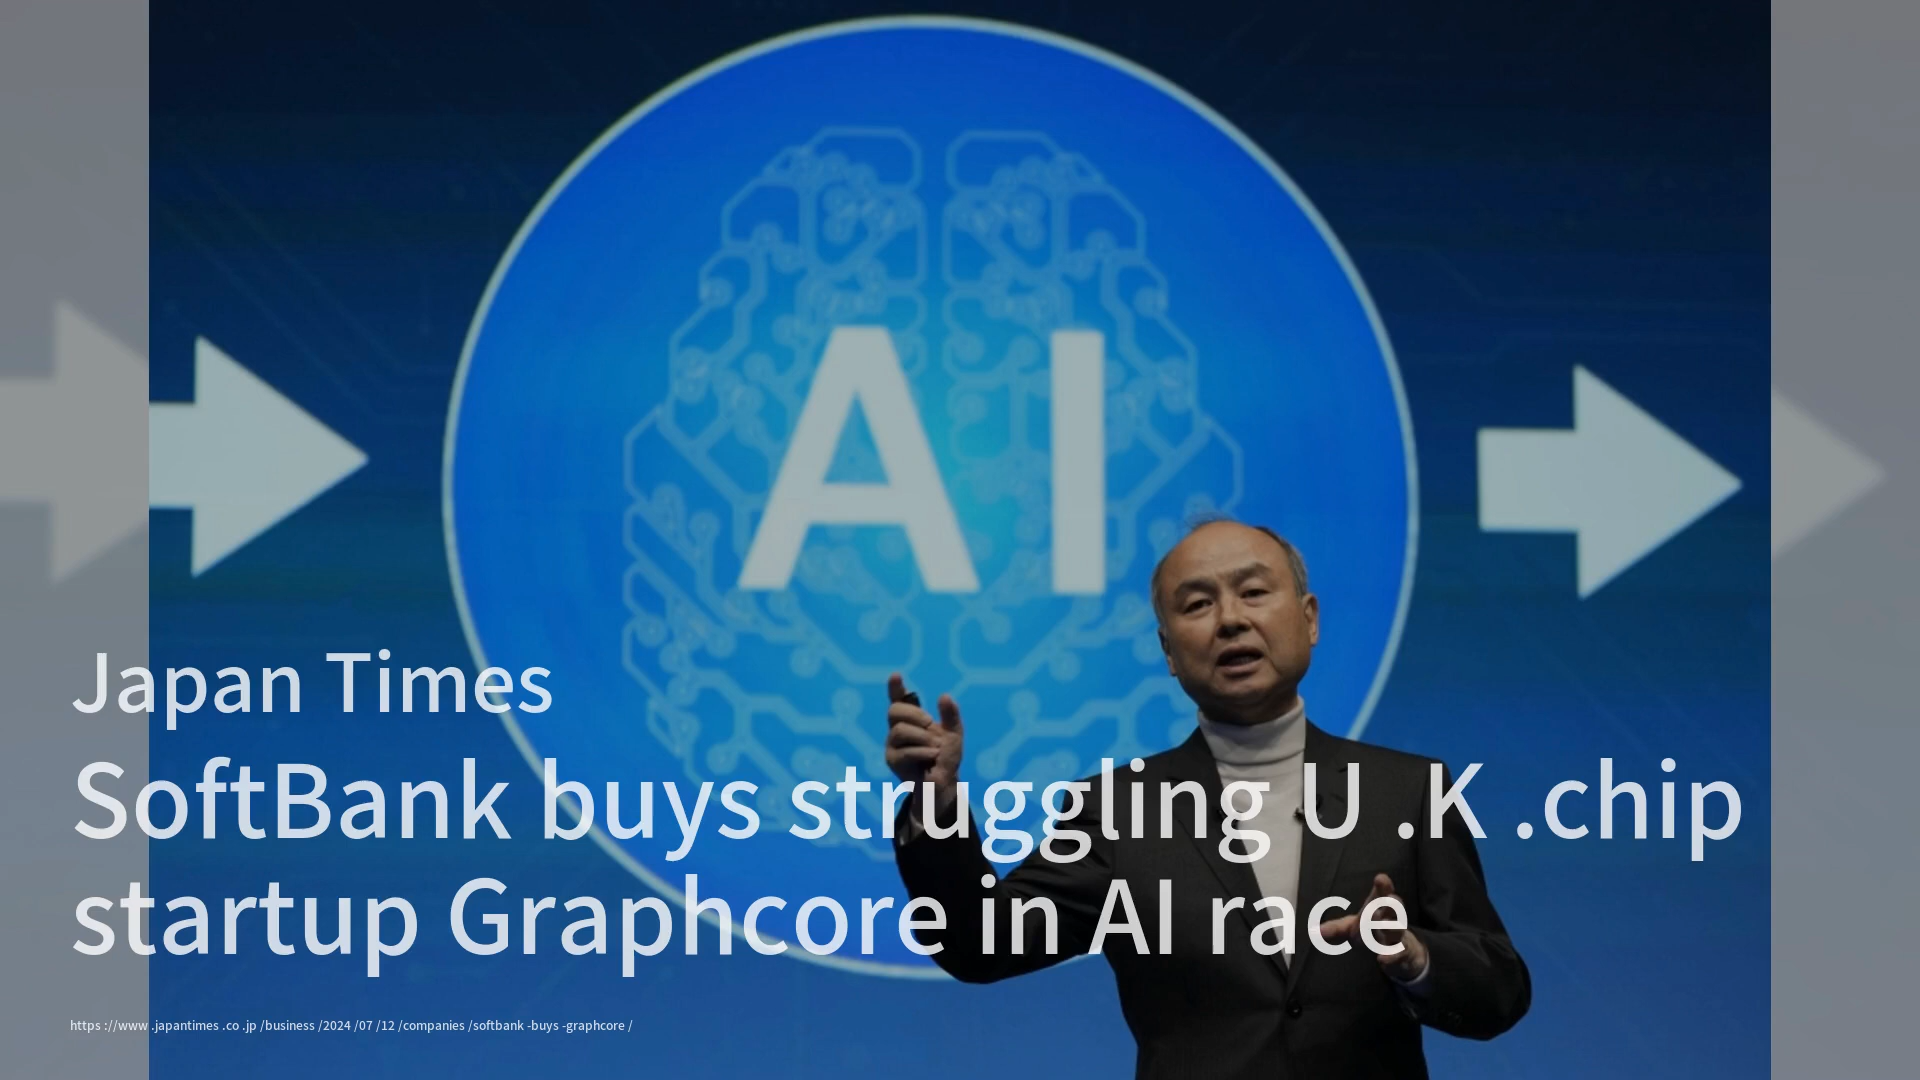 AI
Japan Times
SoftBank buys struggling U .K .chip
startup Graphcore in AI race
https ://www .japantimes .co .jp /business /2024 /07 /12 /companies /softbank -buys -graphcore /